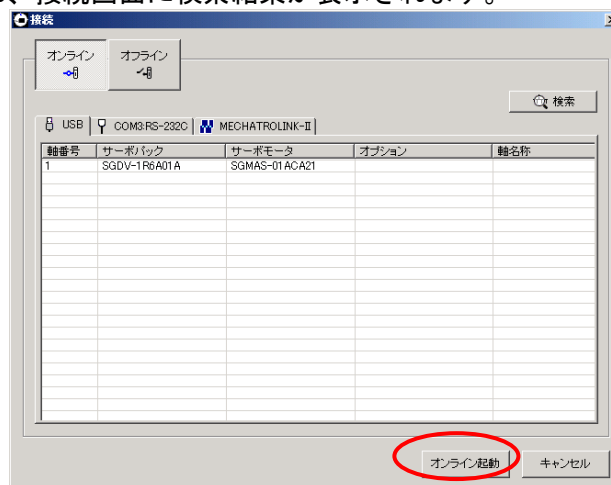 、接続画面に検索結果が表示されます。
接続
オンライン オフライン
検索
USB COM3:RS-232C MECHATROLINK-II
軸番号 サーボパック サーボモータ オプション 軸名称
1 SGDV-1R6A01A SGMAS-01ACA21
オンライン起動 キャンセル